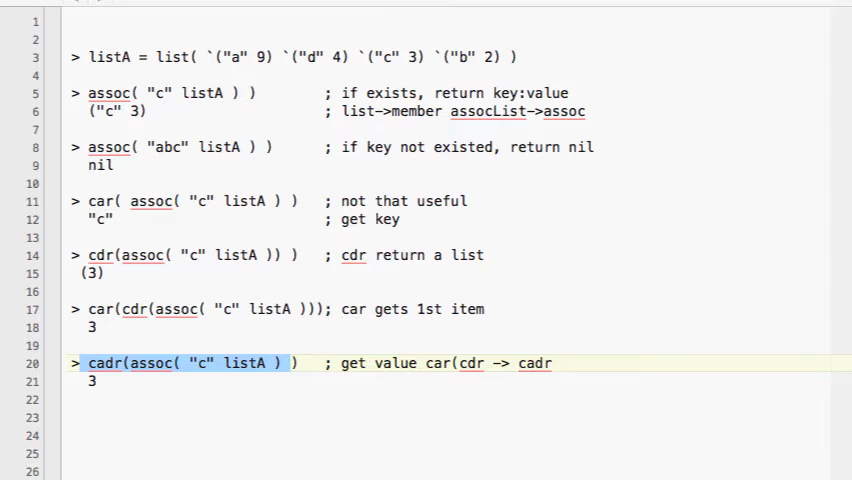 1
2
3 > listA = list( `("a" 9) `("d" 4) `("c" 3) `("b" 2) )
4
5 > assoc( "c" listA ) )        ; if exists, return key:value
6 ("c" 3)                     ; list->member assocList->assoc
7
8 > assoc( "abc" listA ) )      ; if key not existed, return nil
9 nil
10
11 > car( assoc( "c" listA ) )   ; not that useful
12 "c"                         ; get key
13
14 > cdr(assoc( "c" listA )) )   ; cdr return a list
15 (3)
16
17 > car(cdr(assoc( "c" listA ))); car gets 1st item
18 3
19
20 > cadr(assoc( "c" listA ) )   ; get value car(cdr -> cadr
21 3
22
23
24
25
26